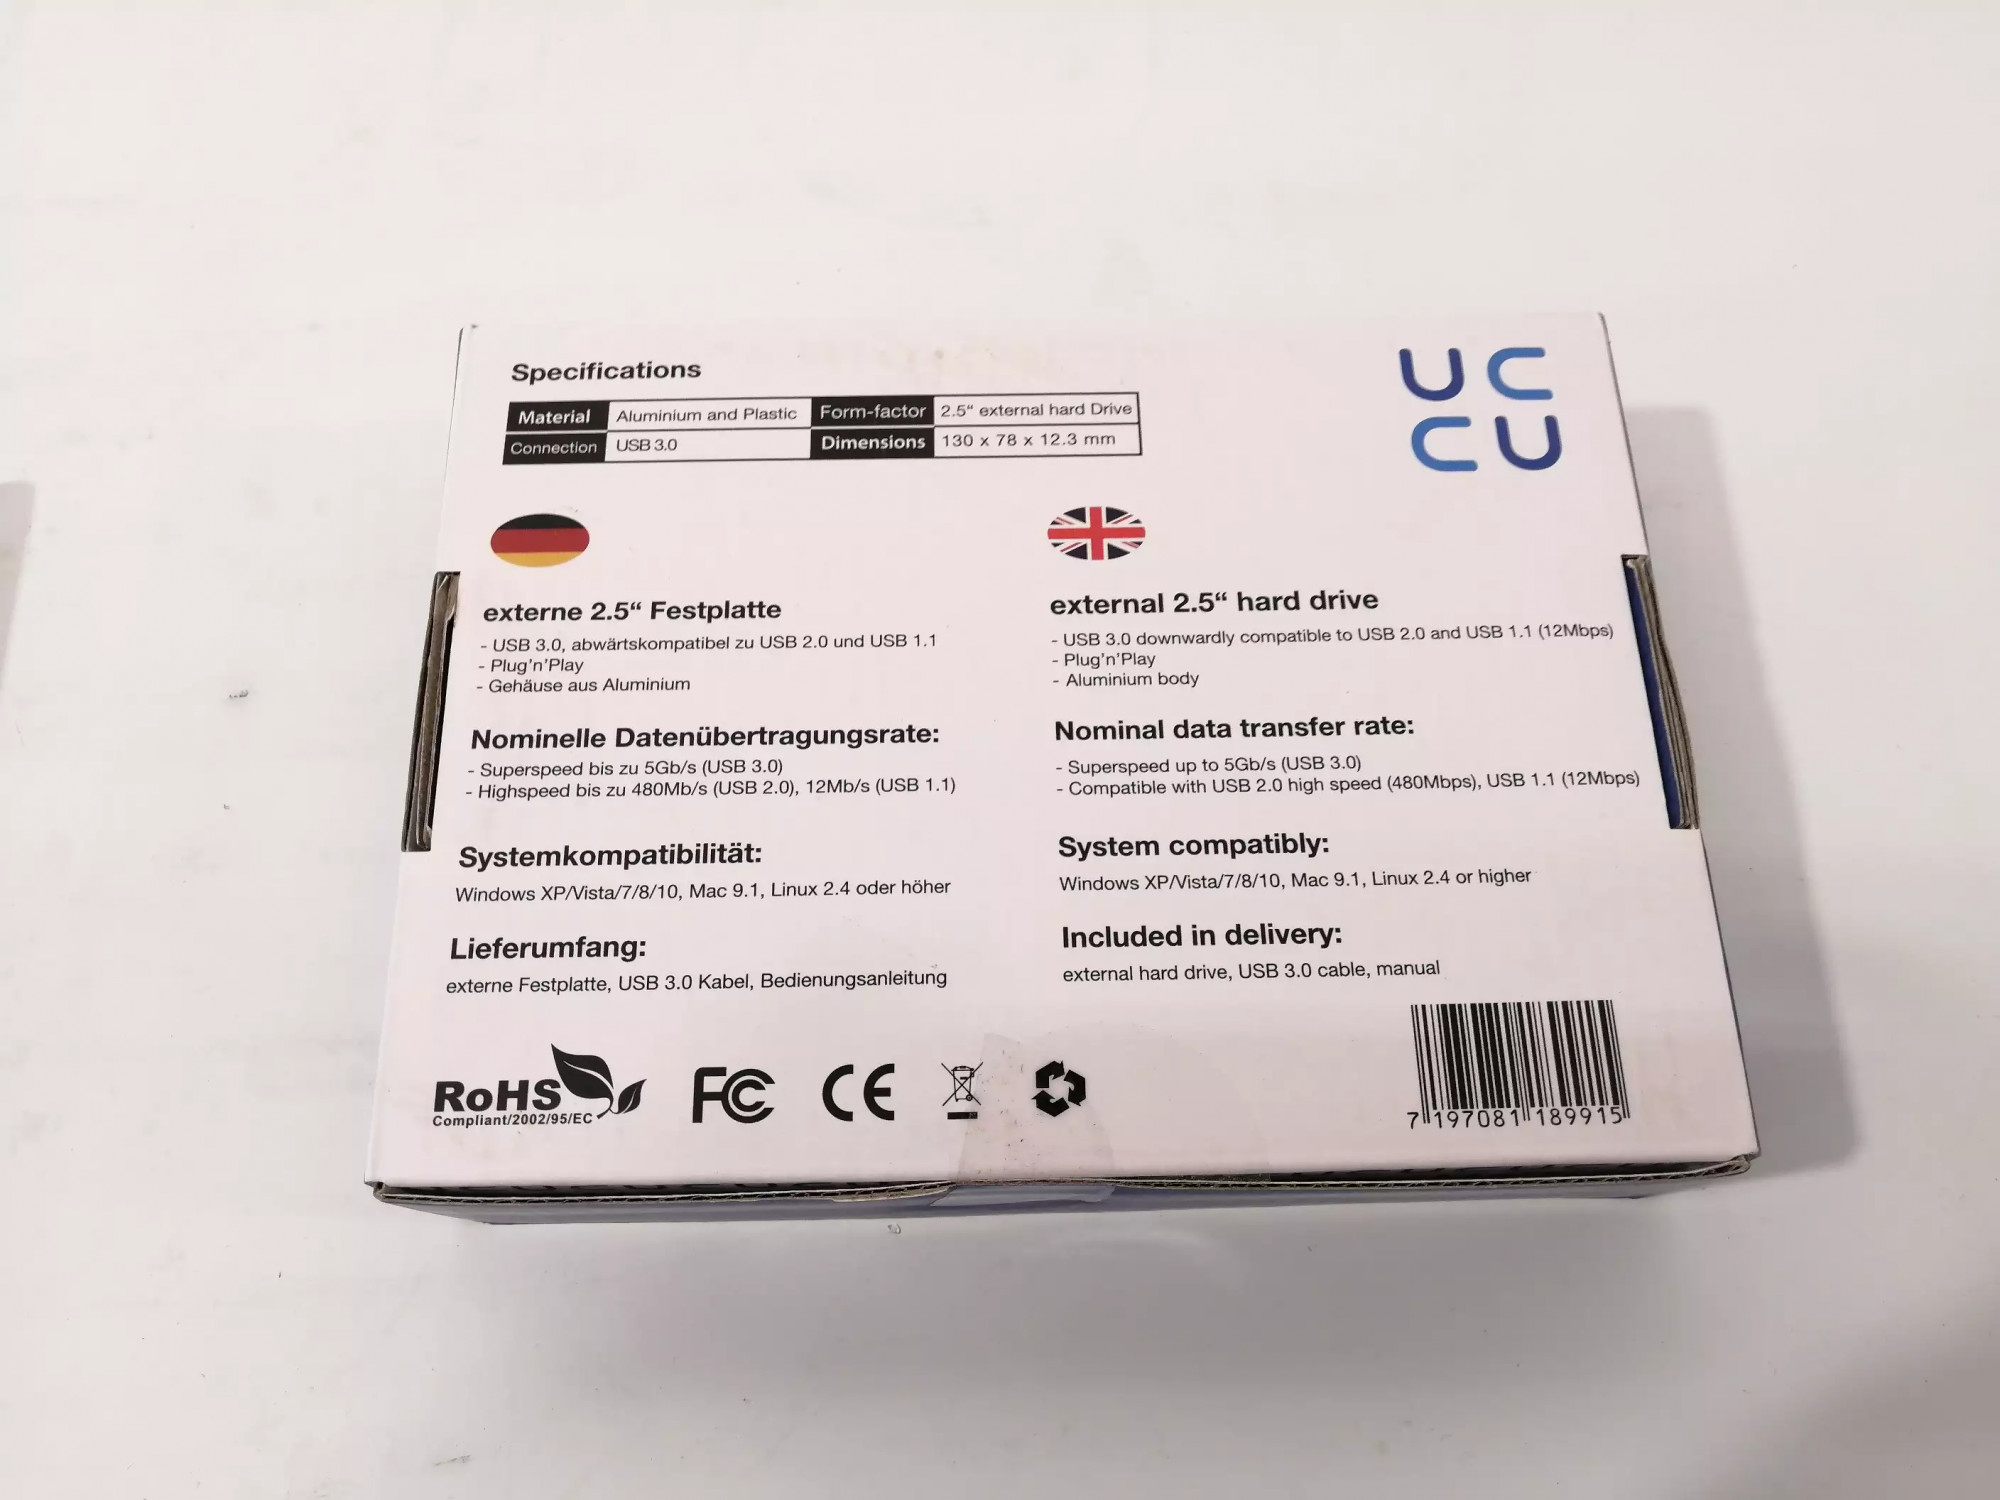 Specifications
Material Aluminium and Plastic Form-factor 2.5“ external hard Drive
Connection USB 3.0 Dimensions 130 x 78 x 12.3 mm
UC
CU
externe 2.5“ Festplatte
- USB 3.0, abwärtskompatibel zu USB 2.0 und USB 1.1
- Plug’n’Play
- Gehäuse aus Aluminium
Nominelle Datenübertragungsrate:
- Superspeed bis zu 5Gb/s (USB 3.0)
- Highspeed bis zu 480Mb/s (USB 2.0), 12Mb/s (USB 1.1)
Systemkompatibilität:
Windows XP/Vista/7/8/10, Mac 9.1, Linux 2.4 oder höher
Lieferumfang:
externe Festplatte, USB 3.0 Kabel, Bedienungsanleitung
external 2.5“ hard drive
- USB 3.0 downwardly compatible to USB 2.0 and USB 1.1 (12Mbps)
- Plug’n’Play
- Aluminium body
Nominal data transfer rate:
- Superspeed up to 5Gb/s (USB 3.0)
- Compatible with USB 2.0 high speed (480Mbps), USB 1.1 (12Mbps)
System compatibly:
Windows XP/Vista/7/8/10, Mac 9.1, Linux 2.4 or higher
Included in delivery:
external hard drive, USB 3.0 cable, manual
RoHS
Compliant/2002/95/EC
FC
CE
7 197081 189915